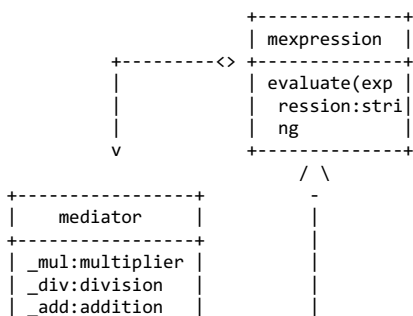 mexpression
evaluate(exp
ression:stri
ng
mediator
_mul:multiplier
_div:division
_add:addition